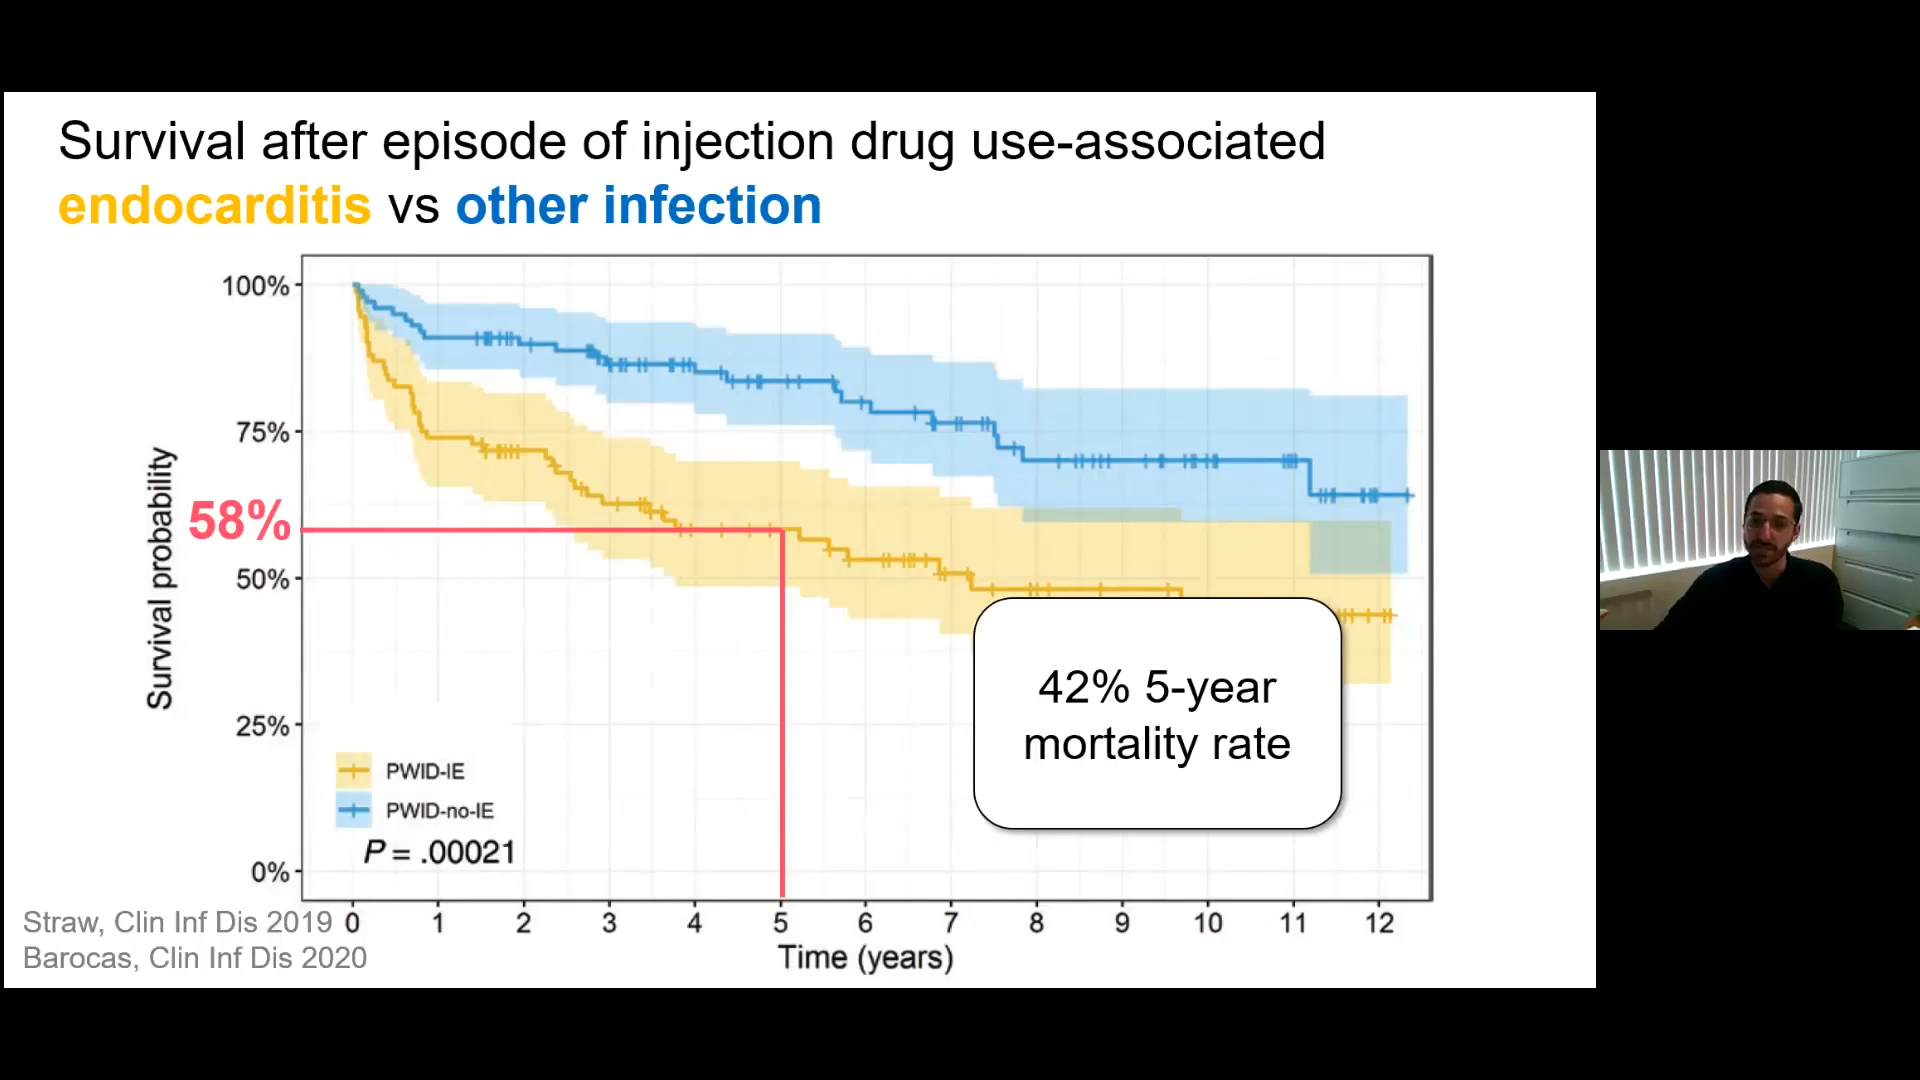 Survival after episode of injection drug use-associated
endocarditis vs other infection
100%
75%
58%
50%
25%
0%
Survival probability
42% 5-year
mortality rate
PWID-IE
PWID-no-IE
P = .00021
0 1 2 3 4 5 6 7 8 9 10 11 12
Time (years)
Straw, Clin Inf Dis 2019
Barocas, Clin Inf Dis 2020